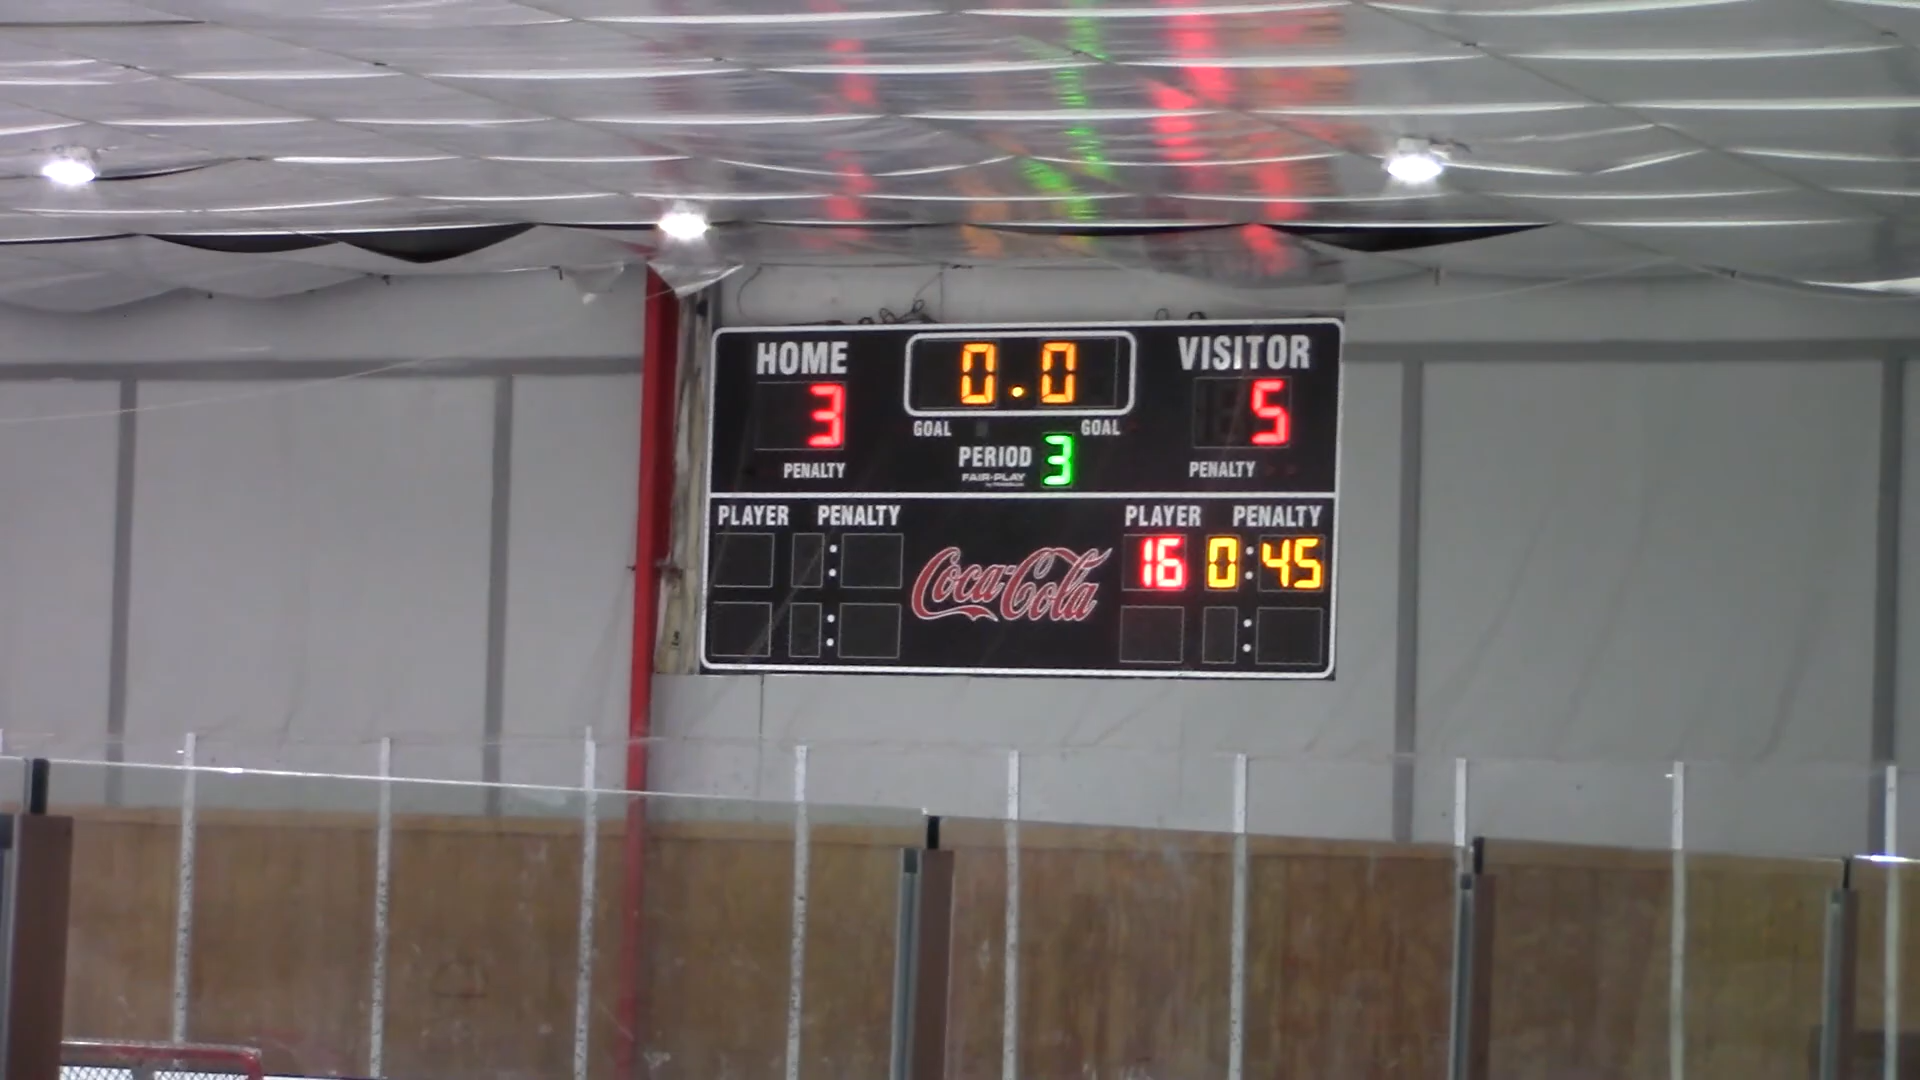 HOME 0.0 VISITOR
3 5
GOAL GOAL
PERIOD 3
FAIR-PLAY
PENALTY PENALTY
PLAYER PENALTY PLAYER PENALTY
: 16 0:45
Coca-Cola
: :